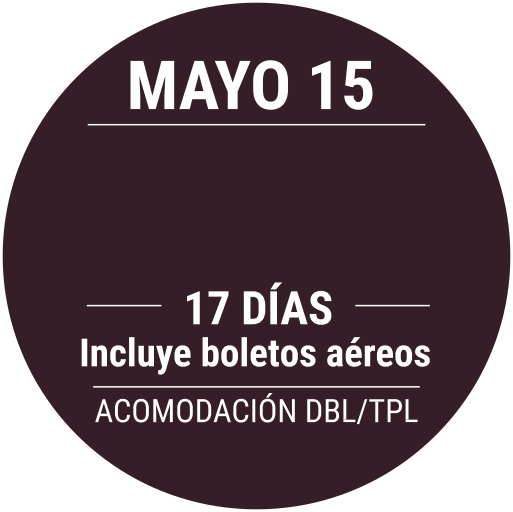 MAYO 15
17 DÍAS
Incluye boletos aéreos
ACOMODACIÓN DBL/TPL